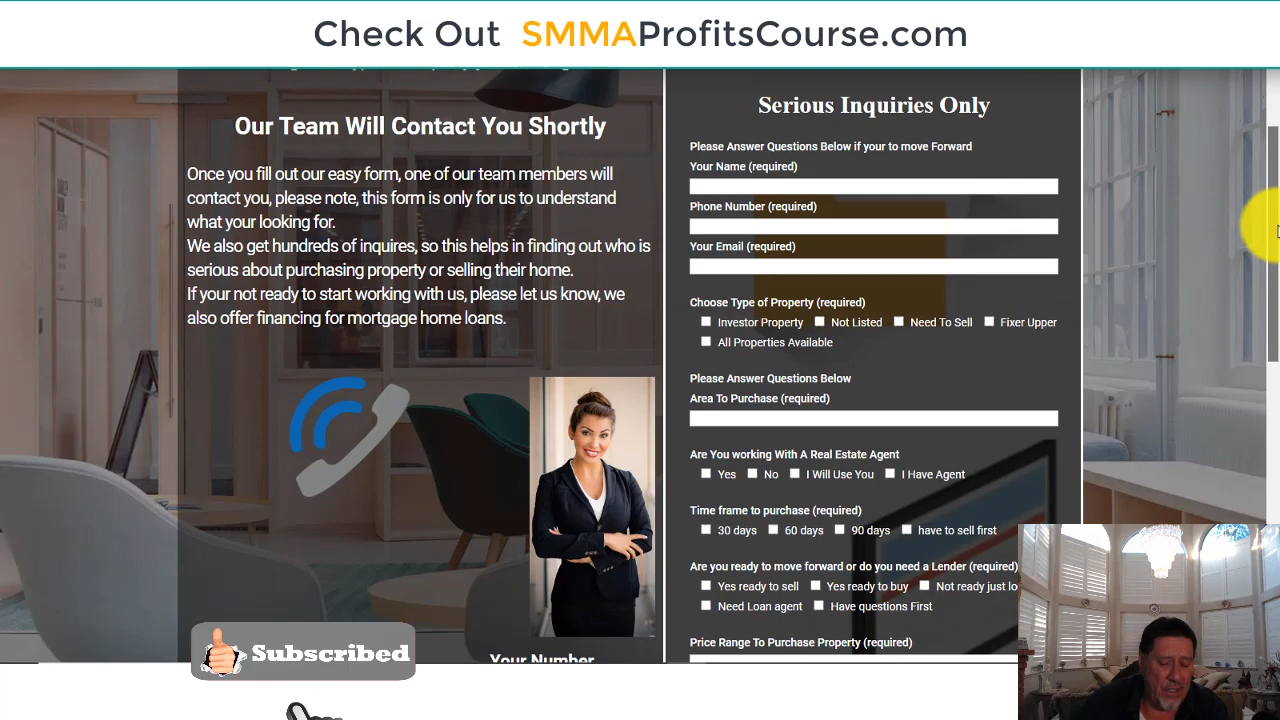 Check Out SMMAProfitsCourse.com
Our Team Will Contact You Shortly
Once you fill out our easy form, one of our team members will
contact you, please note, this form is only for us to understand
what your looking for.
We also get hundreds of inquires, so this helps in finding out who is
serious about purchasing property or selling their home.
If your not ready to start working with us, please let us know, we
also offer financing for mortgage home loans.
Your Number
Subscribed
Serious Inquiries Only
Please Answer Questions Below if your to move Forward
Your Name (required)
Phone Number (required)
Your Email (required)
Choose Type of Property (required)
Investor Property Not Listed Need To Sell Fixer Upper
All Properties Available
Please Answer Questions Below
Area To Purchase (required)
Are You working With A Real Estate Agent
Yes No I Will Use You I Have Agent
Time frame to purchase (required)
30 days 60 days 90 days have to sell first
Are you ready to move forward or do you need a Lender (required)
Yes ready to sell Yes ready to buy Not ready just lo
Need Loan agent Have questions First
Price Range To Purchase Property (required)